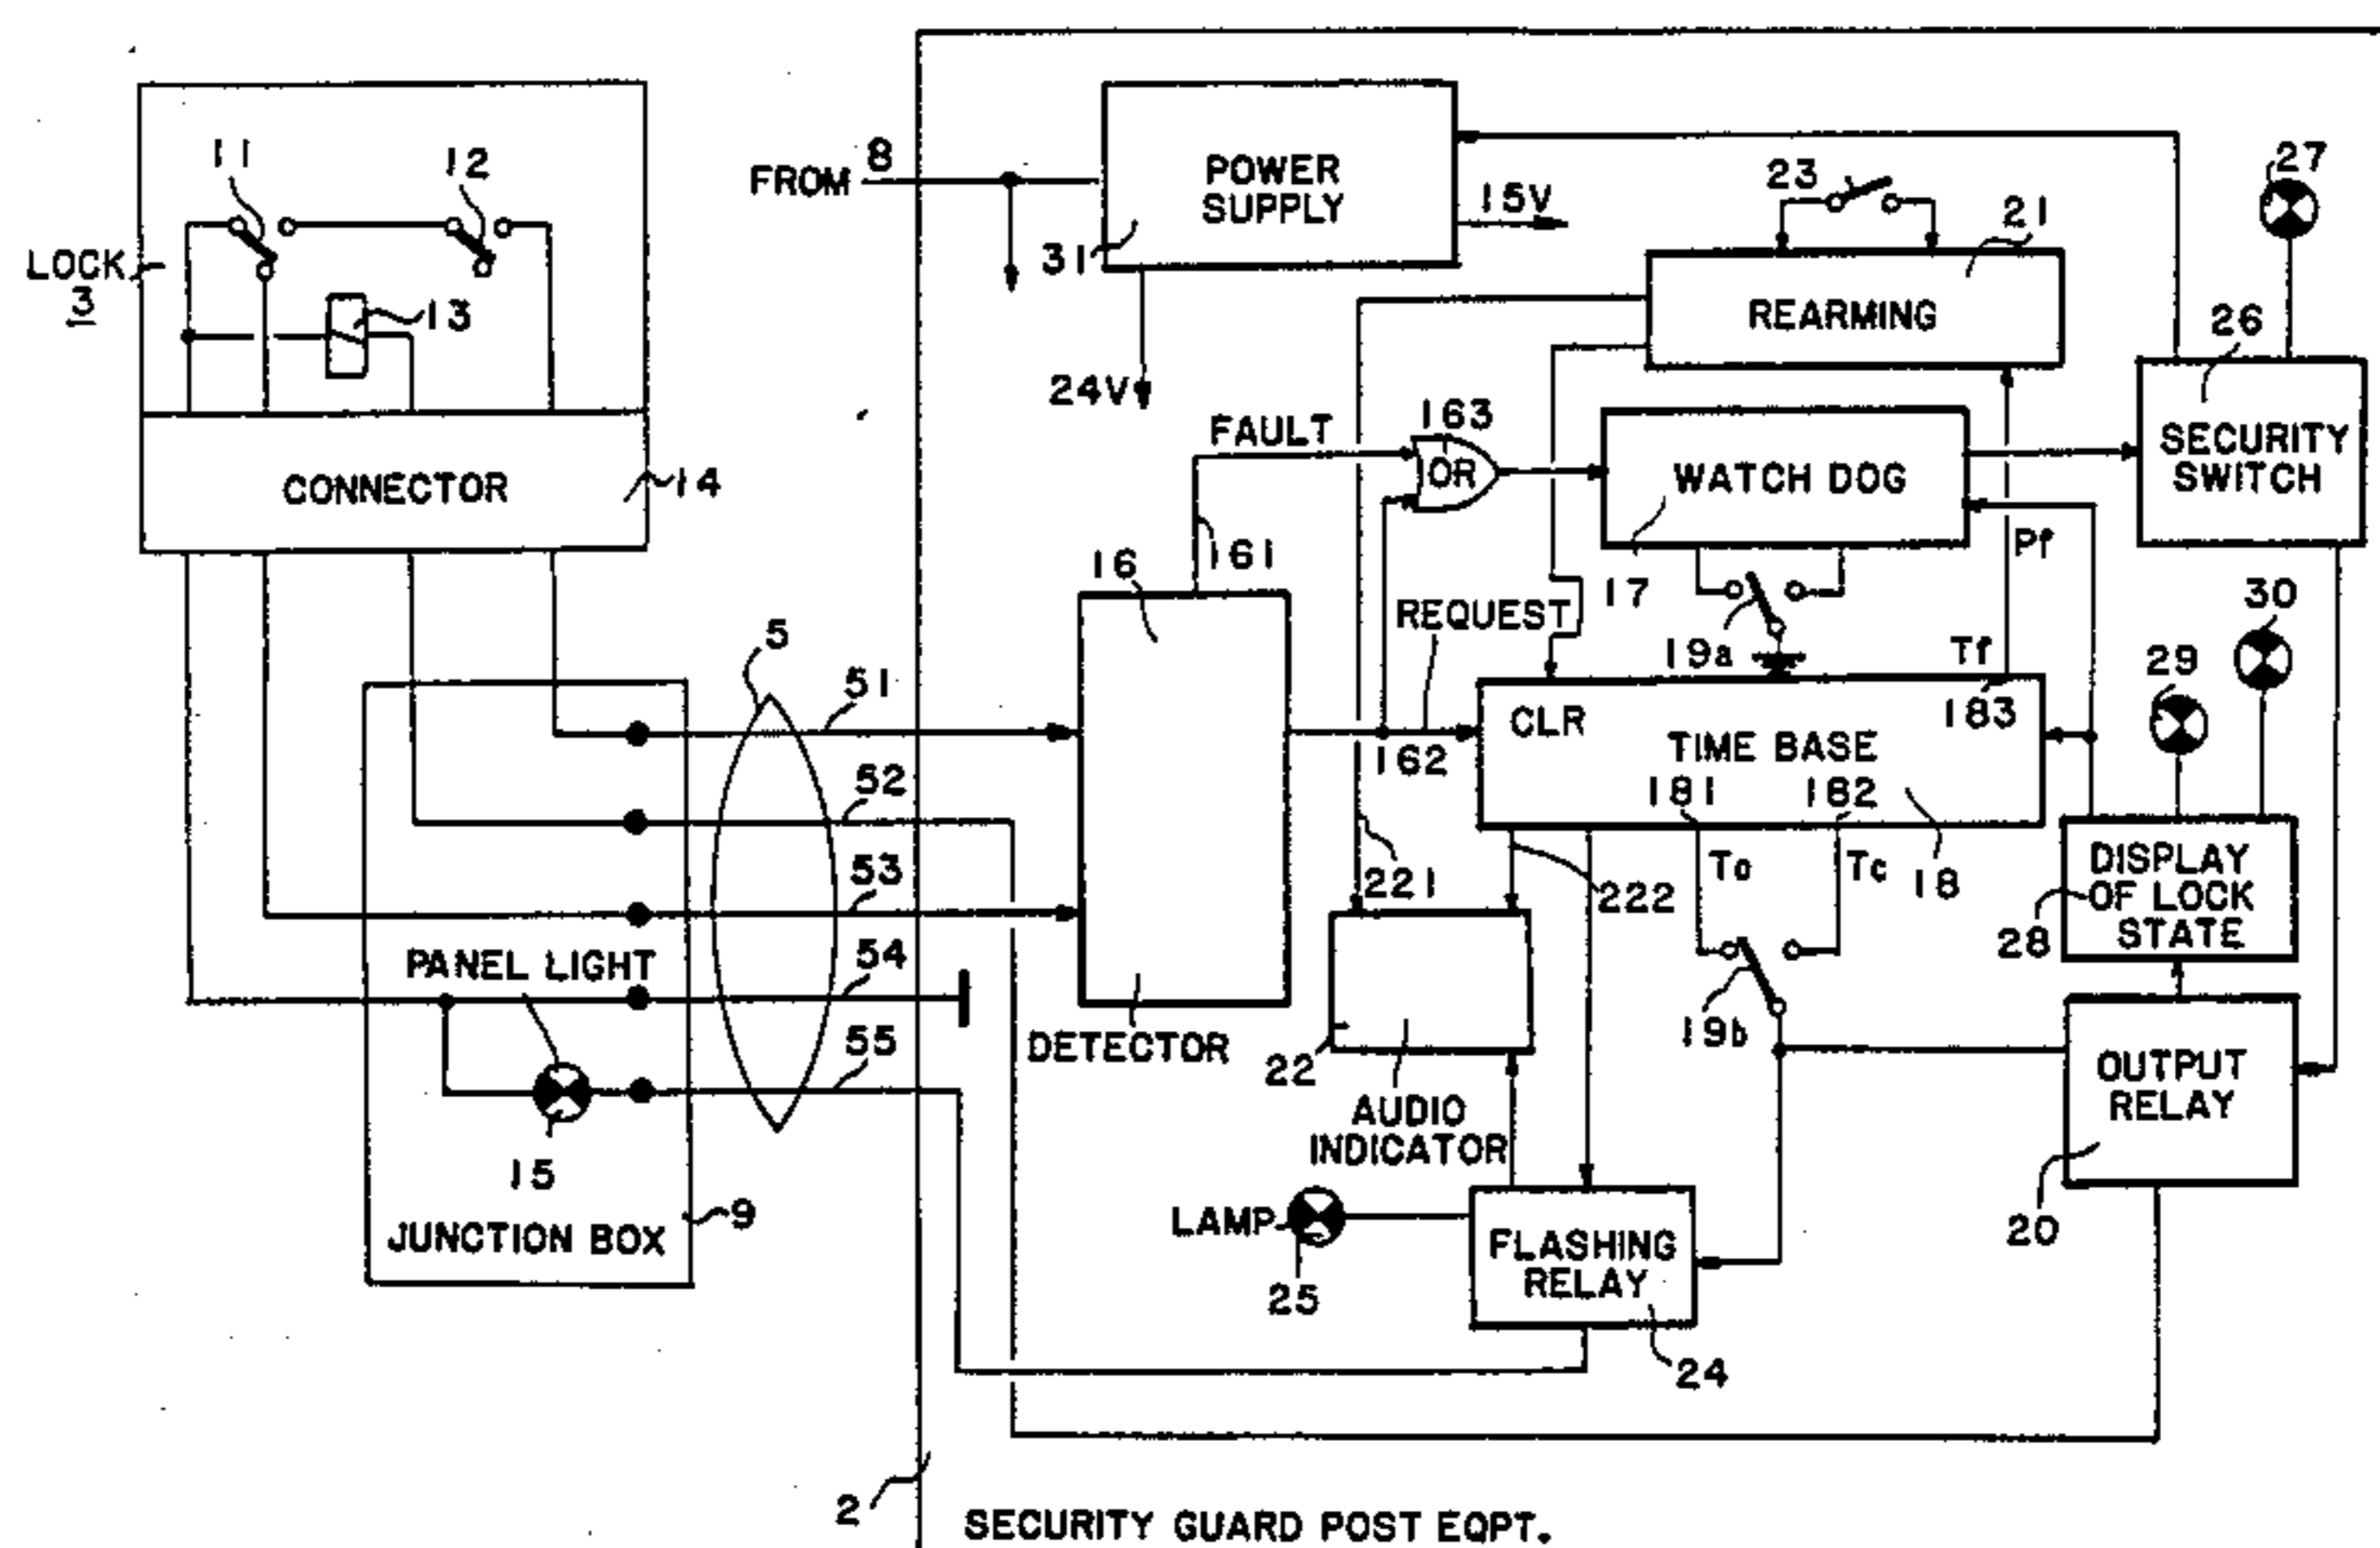 11
12
LOCK
3
13
CONNECTOR
14
FROM 8
POWER
SUPPLY
31
15V
24V
23
21
REARMING
27
26
SECURITY
SWITCH
FAULT
163
OR
WATCH DOG
17
Pf
161
16
REQUEST
19a
Tf
183
30
29
5
51
52
53
54
55
162
CLR
TIME BASE
181
182
To
Tc
18
221
222
DISPLAY
OF LOCK
STATE
28
PANEL LIGHT
15
JUNCTION BOX
9
DETECTOR
22
AUDIO
INDICATOR
19b
OUTPUT
RELAY
20
LAMP
25
FLASHING
RELAY
24
2
SECURITY GUARD POST EQPT.